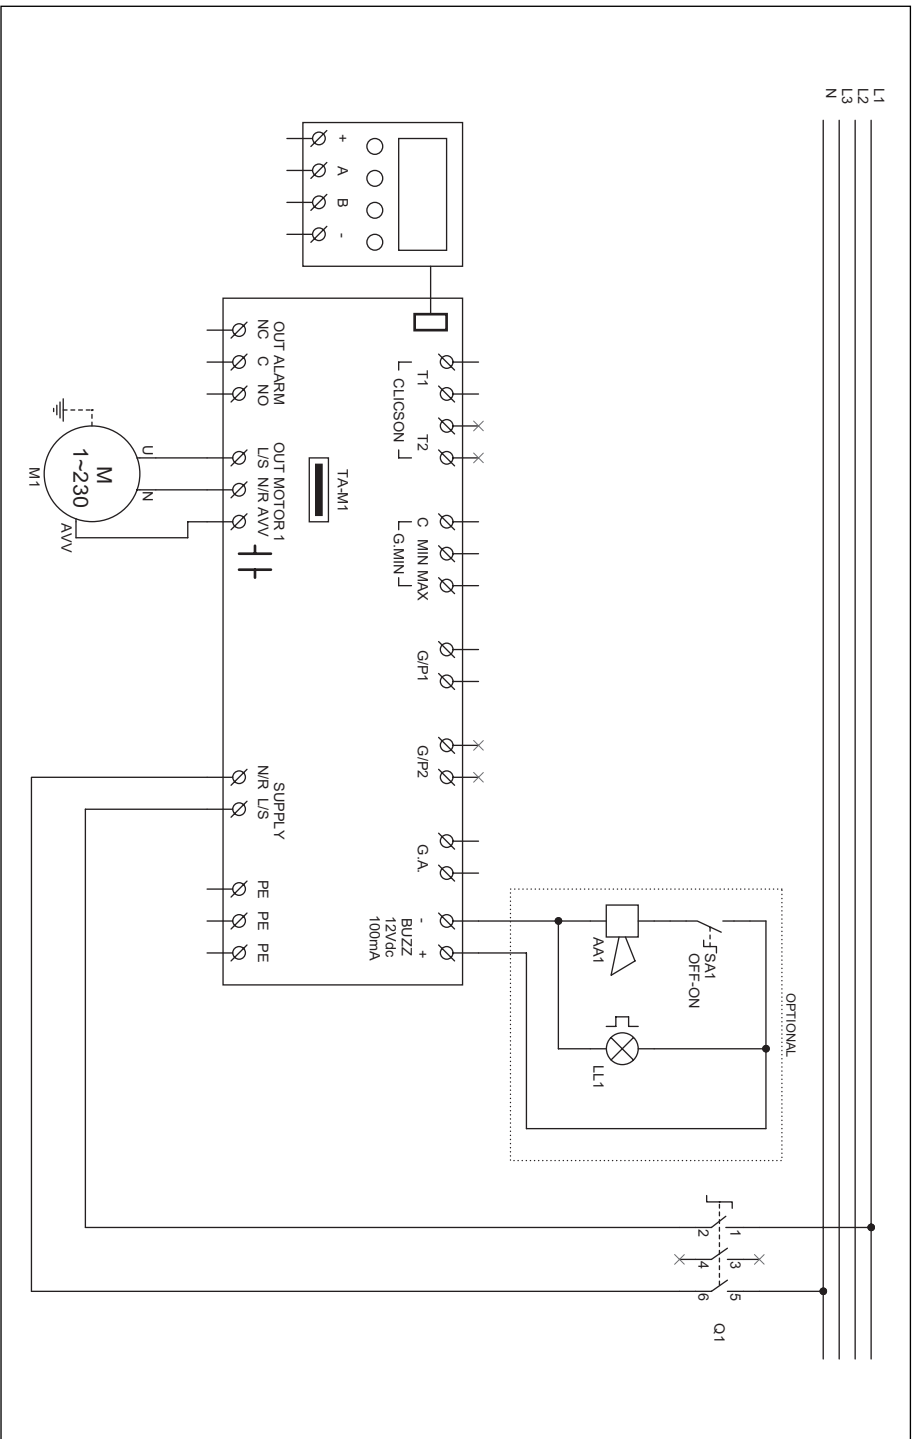 L1
L2
L3
N
OPTIONAL
SA1
OFF-ON
AA1
LL1
1
2
3
4
5
6
Q1
+ A B -
T1 T2
CLICSON
C MIN MAX
G.MIN
G/P1
G/P2
G.A.
- +
BUZZ
12Vdc
100mA
TA-M1
OUT ALARM
NC C NO
OUT MOTOR 1
L/S N/R AVV
SUPPLY
N/R L/S
PE PE PE
U
N
AVV
M
1~230
M1